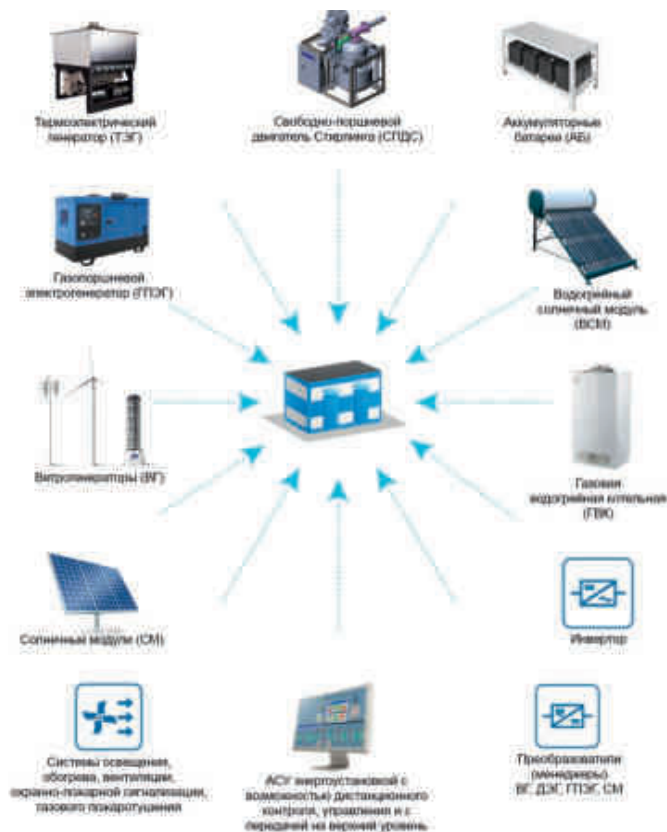 Термоэлектрический
генератор (ТЭГ)
Свободно-поршневой
двигатель Стирлинга (СПДС)
Аккумуляторные
батареи (АБ)
Газопоршневой
электрогенератор (ГПЭГ)
Водогрейный
солнечный модуль
(ВСМ)
Ветрогенераторы (ВГ)
Газовая
водогрейная котельная
(ГВК)
Солнечные модули (СМ)
Инвертор
Системы освещения,
обогрева, вентиляции,
охранно-пожарной сигнализации,
газового пожаротушения
АСУ энергоустановкой с
возможностью дистанционного
контроля, управления и с
передачей на верхний уровень
Преобразователи
(менеджеры)
ВГ, ДЭГ, ГПЭГ, СМ